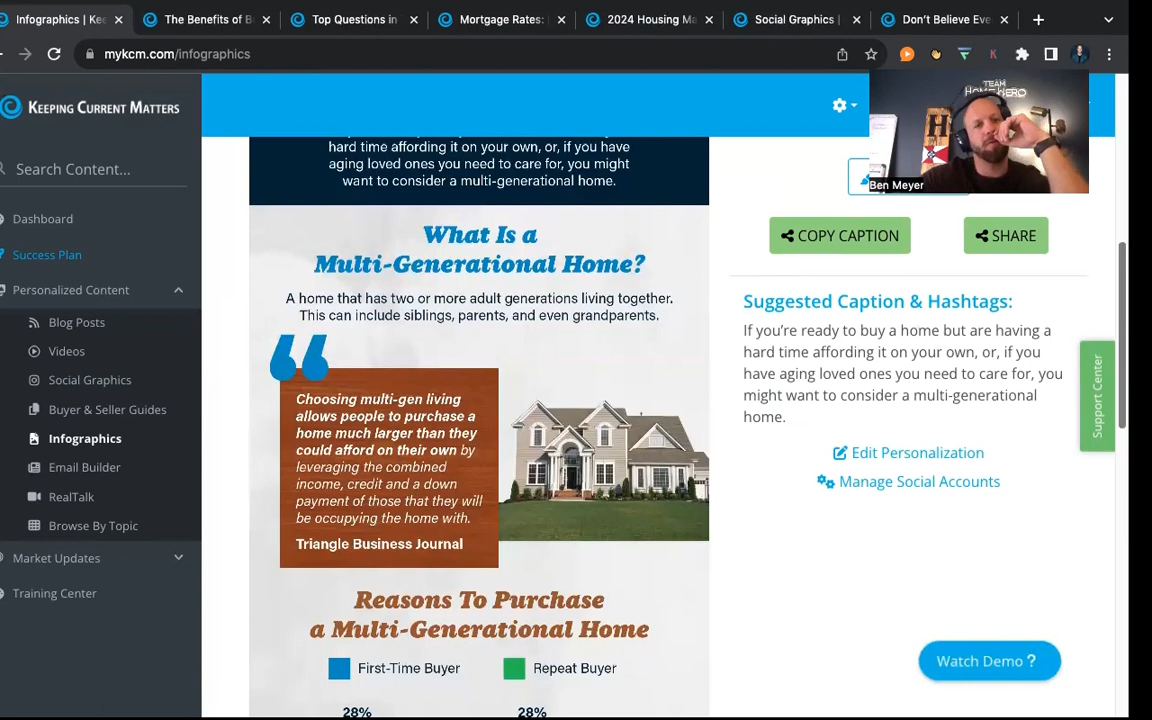 Infographics | Kee
The Benefits of B
Top Questions in
Mortgage Rates:
2024 Housing Ma
Social Graphics |
Don't Believe Eve
mykcm.com/infographics
K
KEEPING CURRENT MATTERS
Search Content...
Dashboard
Success Plan
Personalized Content
Blog Posts
Videos
Social Graphics
Buyer & Seller Guides
Infographics
Email Builder
RealTalk
Browse By Topic
Market Updates
Training Center
hard time affording it on your own, or, if you have
aging loved ones you need to care for, you might
want to consider a multi-generational home.
What Is a
Multi-Generational Home?
A home that has two or more adult generations living together.
This can include siblings, parents, and even grandparents.
Choosing multi-gen living
allows people to purchase a
home much larger than they
could afford on their own by
leveraging the combined
income, credit and a down
payment of those that they will
be occupying the home with.
Triangle Business Journal
Reasons To Purchase
a Multi-Generational Home
First-Time Buyer
Repeat Buyer
28%
28%
TEAM
HOME HERO
H
Ben Meyer
COPY CAPTION
SHARE
Suggested Caption & Hashtags:
If you're ready to buy a home but are having a
hard time affording it on your own, or, if you
have aging loved ones you need to care for, you
might want to consider a multi-generational
home.
Edit Personalization
Manage Social Accounts
Support Center
Watch Demo ?